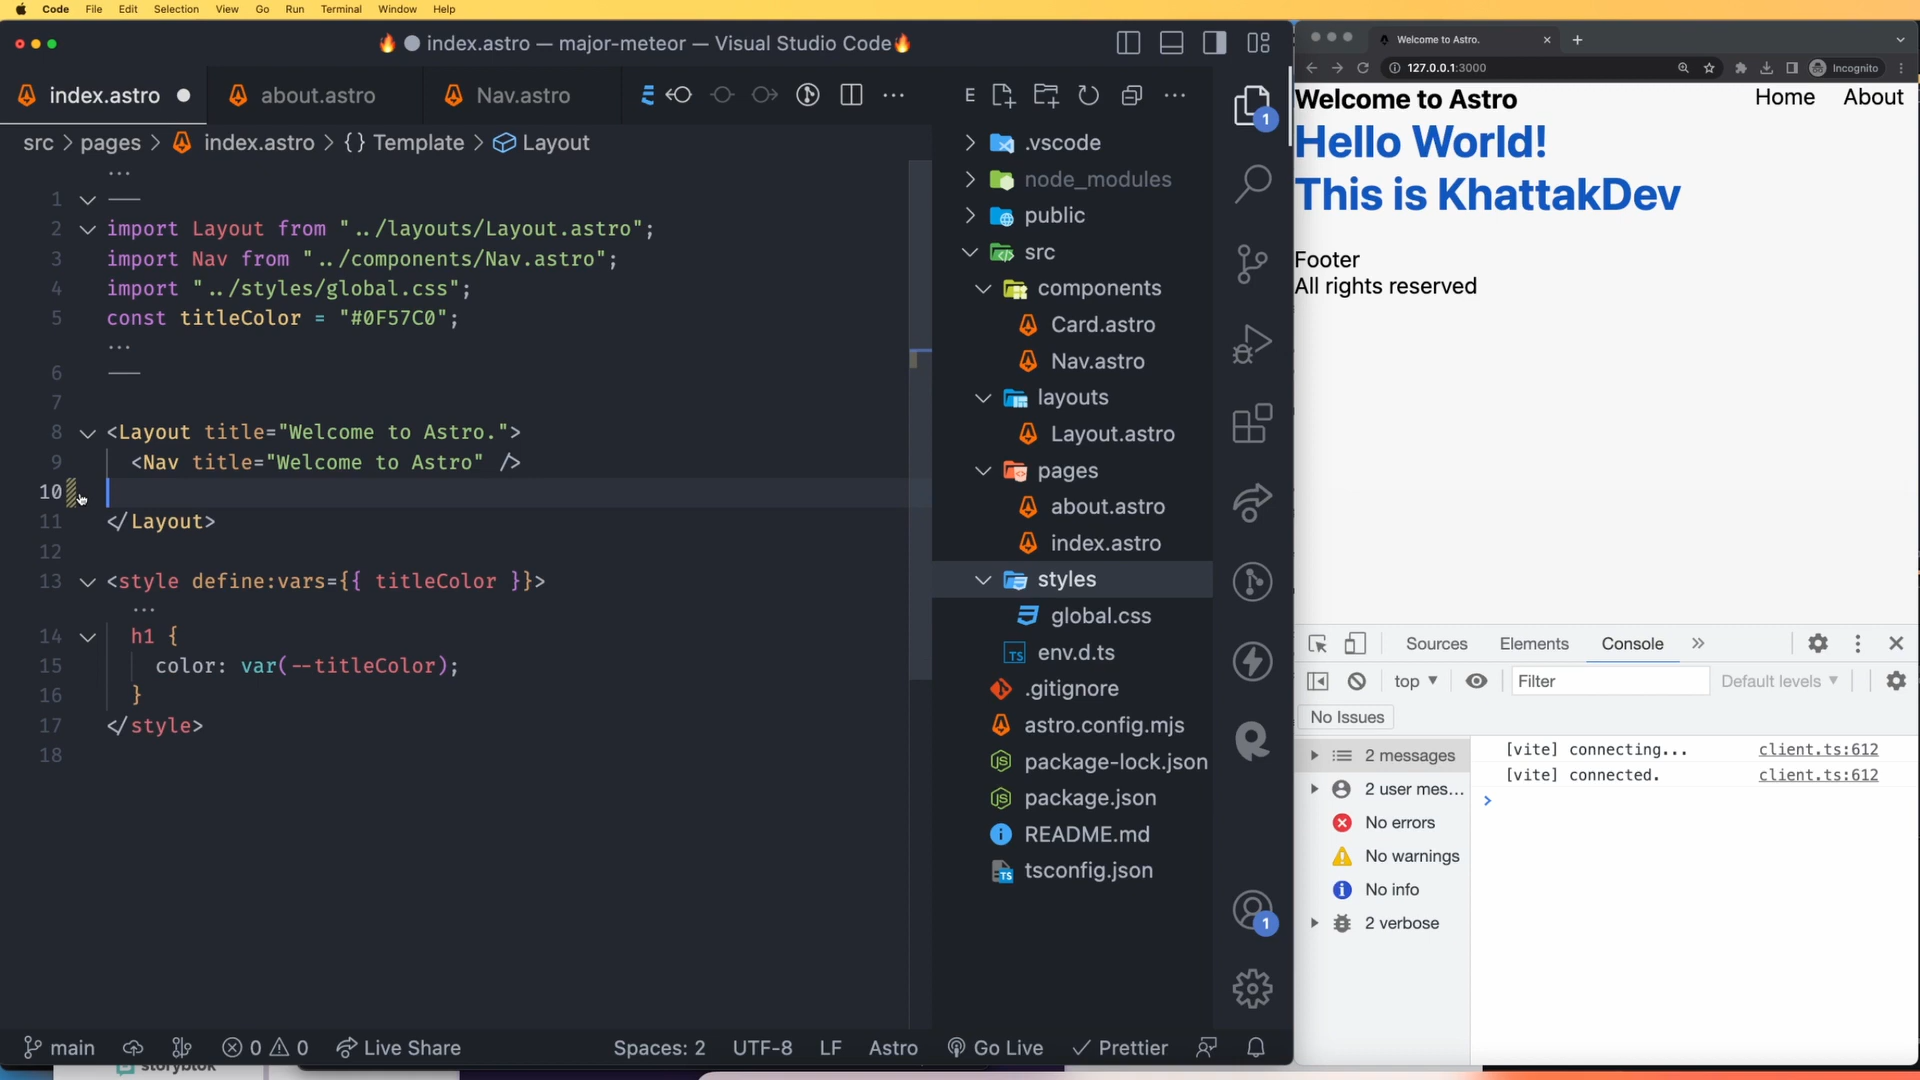 Code File Edit Selection View Go Run Terminal Window Help
index.astro — major-meteor — Visual Studio Code
index.astro about.astro Nav.astro
src > pages > index.astro > {} Template > Layout
...
1 ———
2 import Layout from "../layouts/Layout.astro";
3 import Nav from "../components/Nav.astro";
4 import "../styles/global.css";
5 const titleColor = "#0F57C0";
...
6 ———
7
8 <Layout title="Welcome to Astro.">
9 <Nav title="Welcome to Astro" />
10
11 </Layout>
12
13 <style define:vars={{ titleColor }}>
...
14 h1 {
15 color: var(--titleColor);
16 }
17 </style>
18
E
.vscode
node_modules
public
src
components
Card.astro
Nav.astro
layouts
Layout.astro
pages
about.astro
index.astro
styles
global.css
env.d.ts
.gitignore
astro.config.mjs
package-lock.json
package.json
README.md
tsconfig.json
1
1
main 0 0 Live Share Spaces: 2 UTF-8 LF Astro Go Live Prettier
storyblok
Welcome to Astro.
127.0.0.1:3000 Incognito
Welcome to Astro Home About
Hello World!
This is KhattakDev
Footer
All rights reserved
Sources Elements Console
top Filter Default levels
No Issues
2 messages
2 user mes...
No errors
No warnings
No info
2 verbose
[vite] connecting... client.ts:612
[vite] connected. client.ts:612